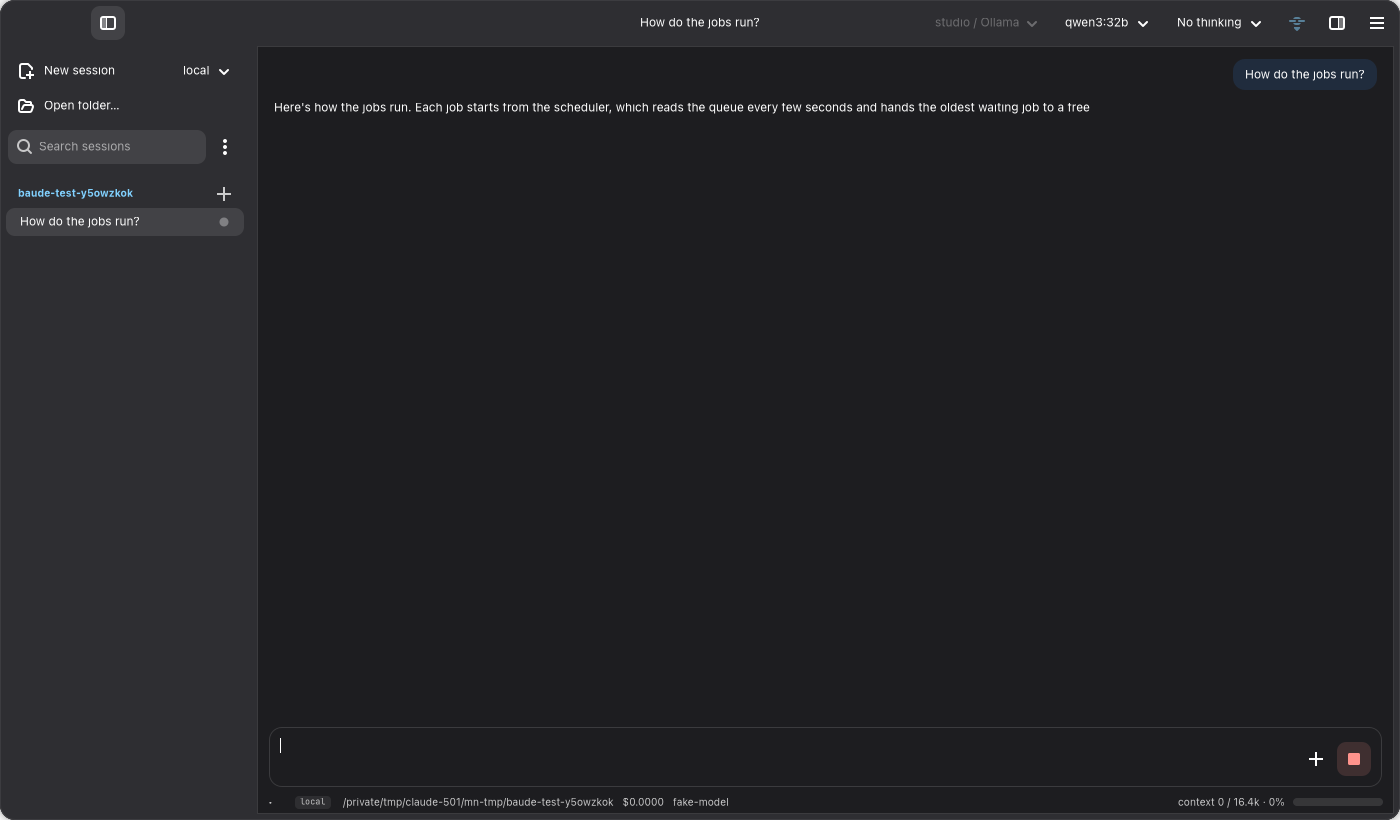 How do the jobs run?
studio / Ollama
qwen3:32b
No thinking
New session
local
Open folder...
Search sessions
baude-test-y5owzkok
How do the jobs run?
How do the jobs run?
Here's how the jobs run. Each job starts from the scheduler, which reads the queue every few seconds and hands the oldest waiting job to a free
local /private/tmp/claude-501/mn-tmp/baude-test-y5owzkok $0.0000 fake-model
context 0 / 16.4k · 0%